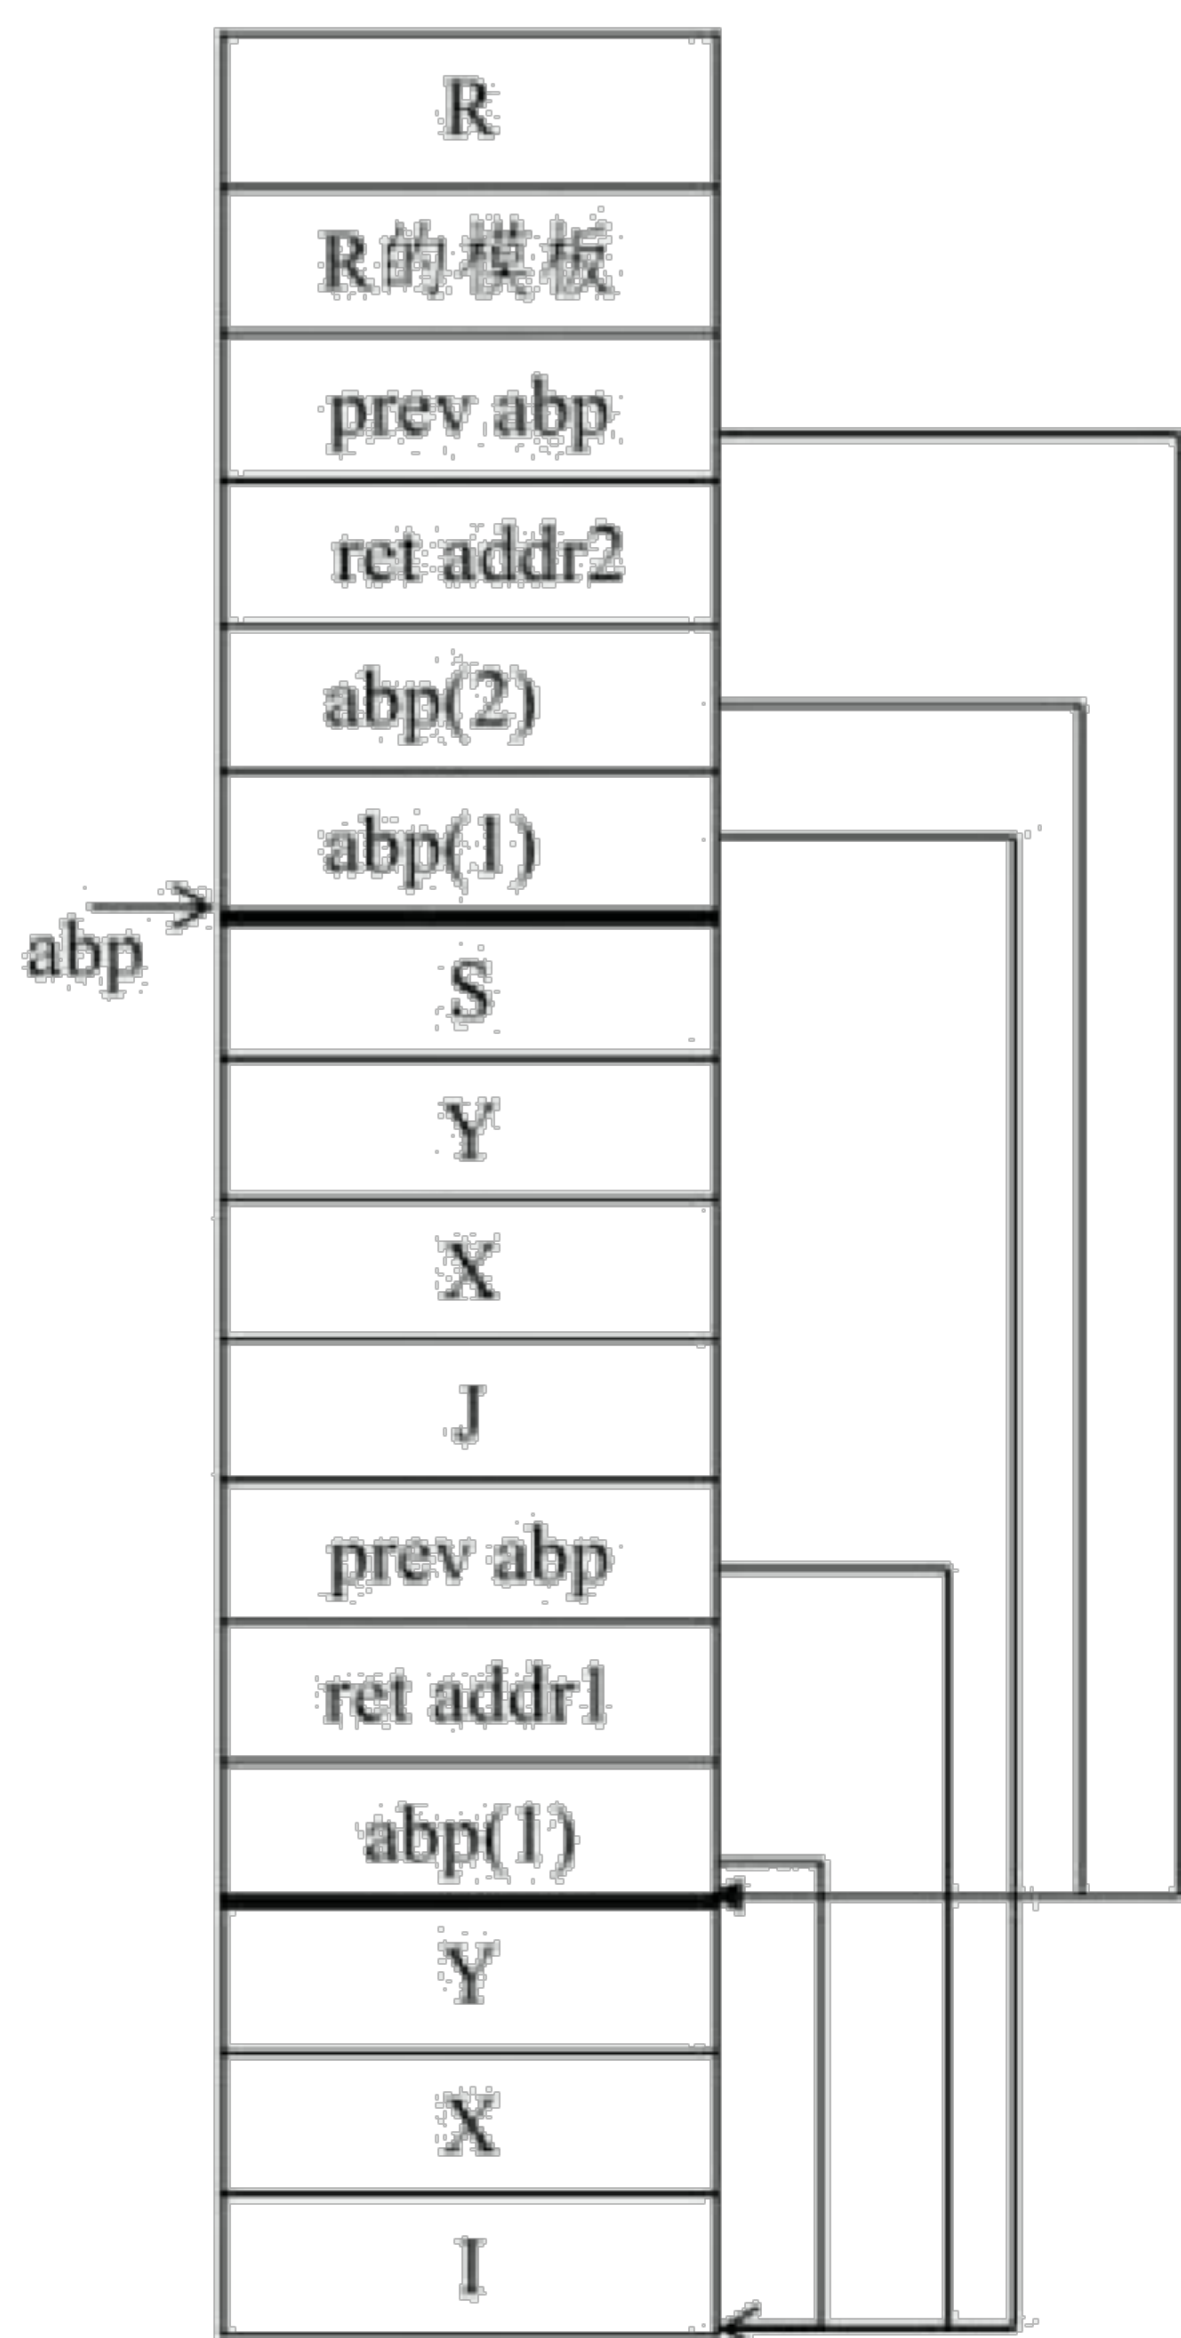 R
R的模板
prev abp
ret addr2
abp(2)
abp(1)
abp
S
Y
X
J
prev abp
ret addr1
abp(1)
Y
X
I